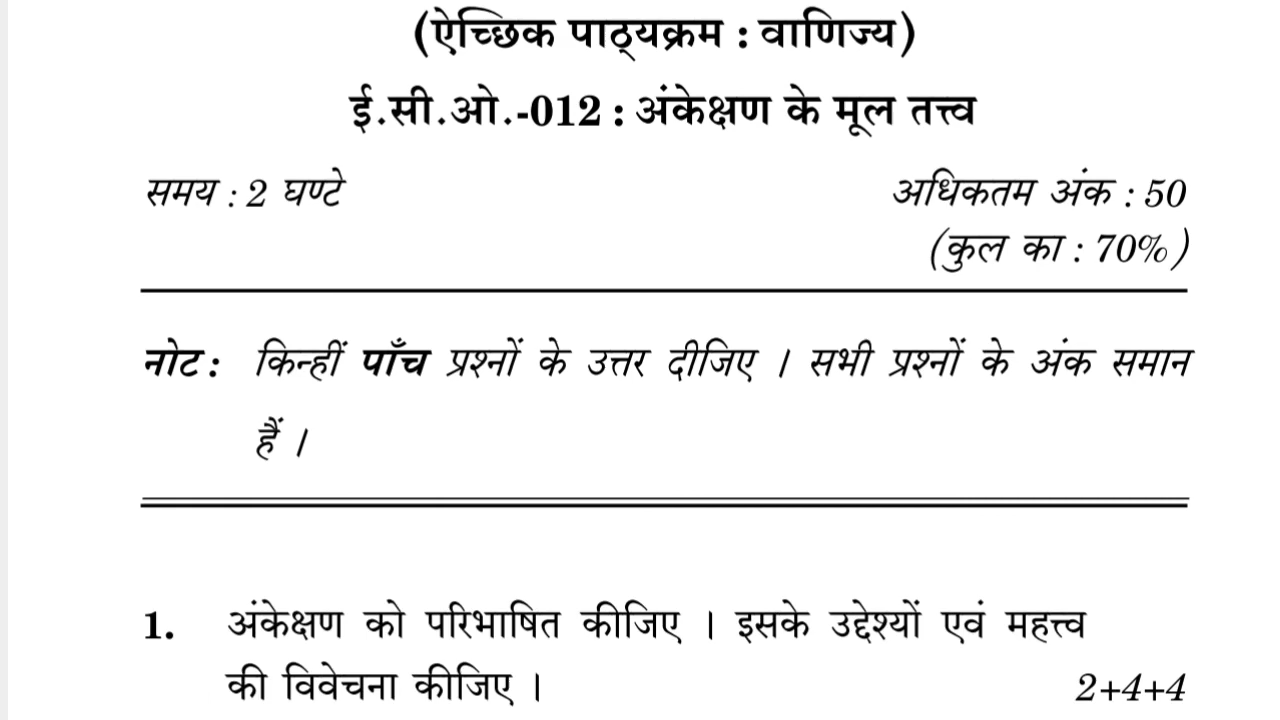 (ऐच्छिक पाठ्यक्रम : वाणिज्य)
ई.सी.ओ.-012 : अंकेक्षण के मूल तत्त्व
समय : 2 घण्टे अधिकतम अंक : 50
(कुल का : 70%)
नोट : किन्हीं पाँच प्रश्नों के उत्तर दीजिए । सभी प्रश्नों के अंक समान
हैं ।
1. अंकेक्षण को परिभाषित कीजिए । इसके उद्देश्यों एवं महत्त्व
की विवेचना कीजिए । 2+4+4